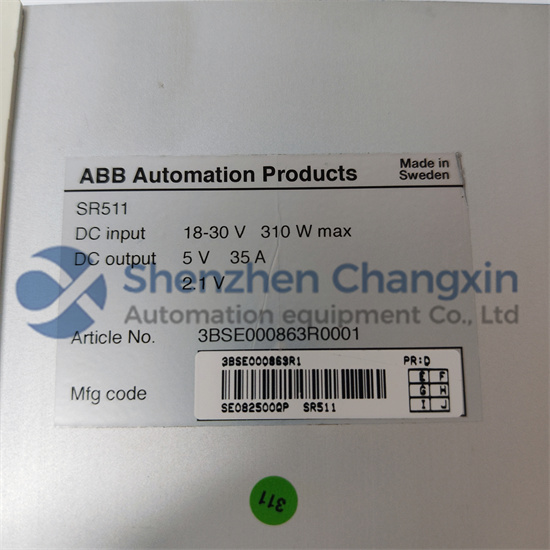 ABB Automation Products
Made in
Sweden
SR511
DC input 18-30 V 310 W max
DC output 5 V 35 A
2.1 V
Shenzhen Changxin
Automation equipment Co., Ltd
Article No. 3BSE000863R0001
3BSE000863R1 PR:D
E F
G H
I J
Mfg code
SE082500QP SR511
311